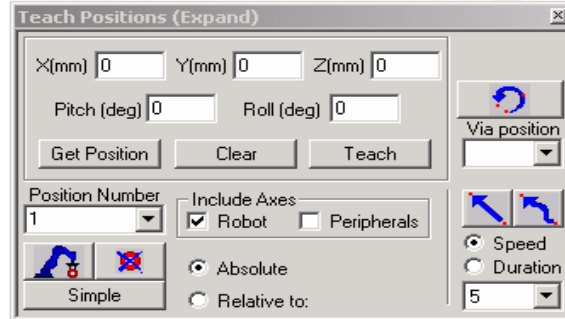 Teach Positions (Expand)
X(mm) 0 Y(mm) 0 Z(mm) 0
Pitch (deg) 0 Roll (deg) 0
Get Position Clear Teach
Via position
Position Number
1
Include Axes
Robot Peripherals
Absolute
Relative to:
Simple
Speed
Duration
5